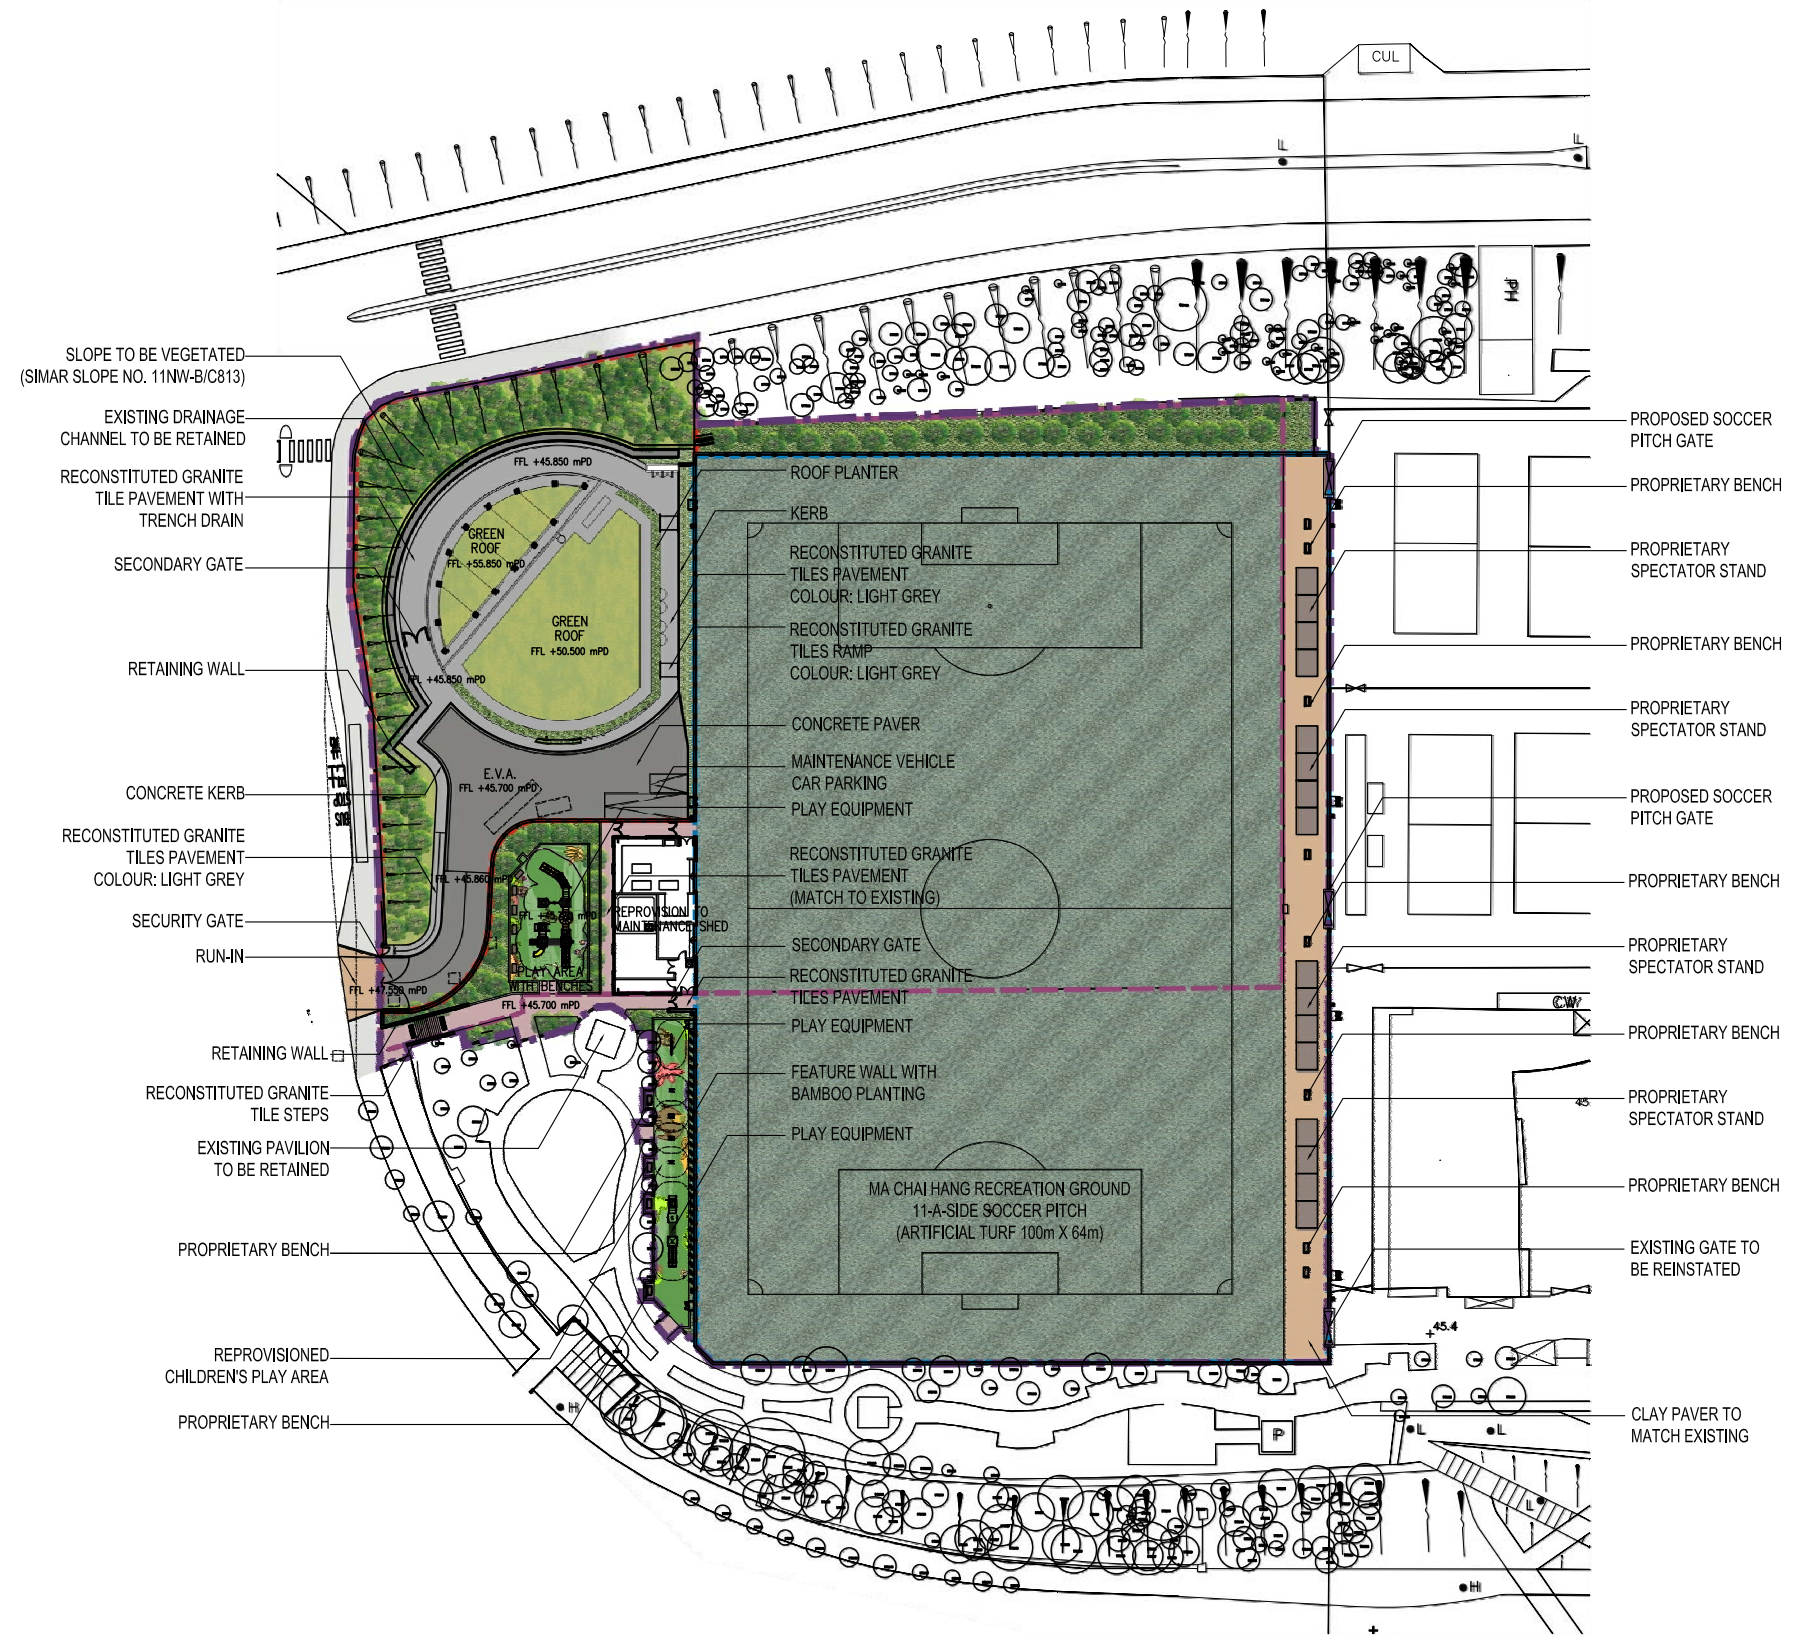 CUL
L
L
PH
SLOPE TO BE VEGETATED
(SIMAR SLOPE NO. 11NW-B/C813)
EXISTING DRAINAGE
CHANNEL TO BE RETAINED
RECONSTITUTED GRANITE
TILE PAVEMENT WITH
TRENCH DRAIN
SECONDARY GATE
RETAINING WALL
CONCRETE KERB
RECONSTITUTED GRANITE
TILES PAVEMENT
COLOUR: LIGHT GREY
SECURITY GATE
RUN-IN
RETAINING WALL
RECONSTITUTED GRANITE
TILE STEPS
EXISTING PAVILION
TO BE RETAINED
PROPRIETARY BENCH
REPROVISIONED
CHILDREN'S PLAY AREA
PROPRIETARY BENCH
BUS
STOP
FFL +45.850 mPD
GREEN
ROOF
FFL +55.850 mPD
GREEN
ROOF
FFL +50.500 mPD
FFL +45.850 mPD
E.V.A.
FFL +45.700 mPD
FFL +45.860 mPD
REPROVISION TO
MAINTENANCE SHED
PLAY AREA
WITH BENCHES
FFL +47.550 mPD
FFL +45.700 mPD
ROOF PLANTER
KERB
RECONSTITUTED GRANITE
TILES PAVEMENT
COLOUR: LIGHT GREY
RECONSTITUTED GRANITE
TILES RAMP
COLOUR: LIGHT GREY
CONCRETE PAVER
MAINTENANCE VEHICLE
CAR PARKING
PLAY EQUIPMENT
RECONSTITUTED GRANITE
TILES PAVEMENT
(MATCH TO EXISTING)
SECONDARY GATE
RECONSTITUTED GRANITE
TILES PAVEMENT
PLAY EQUIPMENT
FEATURE WALL WITH
BAMBOO PLANTING
PLAY EQUIPMENT
MA CHAI HANG RECREATION GROUND
11-A-SIDE SOCCER PITCH
(ARTIFICIAL TURF 100m X 64m)
PROPOSED SOCCER
PITCH GATE
PROPRIETARY BENCH
PROPRIETARY
SPECTATOR STAND
PROPRIETARY BENCH
PROPRIETARY
SPECTATOR STAND
PROPOSED SOCCER
PITCH GATE
PROPRIETARY BENCH
PROPRIETARY
SPECTATOR STAND
CW
PROPRIETARY BENCH
PROPRIETARY
SPECTATOR STAND
45
PROPRIETARY BENCH
EXISTING GATE TO
BE REINSTATED
45.4
CLAY PAVER TO
MATCH EXISTING
H
P
L
L
L
H